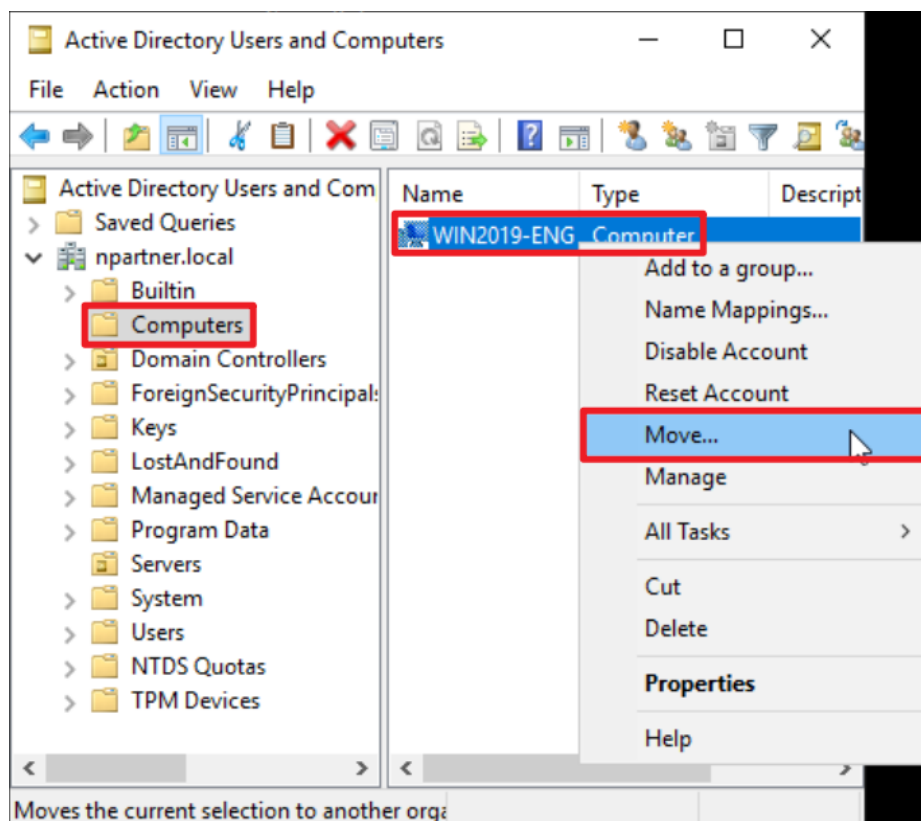 Active Directory Users and Computers
File Action View Help
Active Directory Users and Com
Saved Queries
npartner.local
Builtin
Computers
Domain Controllers
ForeignSecurityPrincipals
Keys
LostAndFound
Managed Service Accour
Program Data
Servers
System
Users
NTDS Quotas
TPM Devices
Name Type Descript
WIN2019-ENG Computer
Add to a group...
Name Mappings...
Disable Account
Reset Account
Move...
Manage
All Tasks
Cut
Delete
Properties
Help
Moves the current selection to another orga